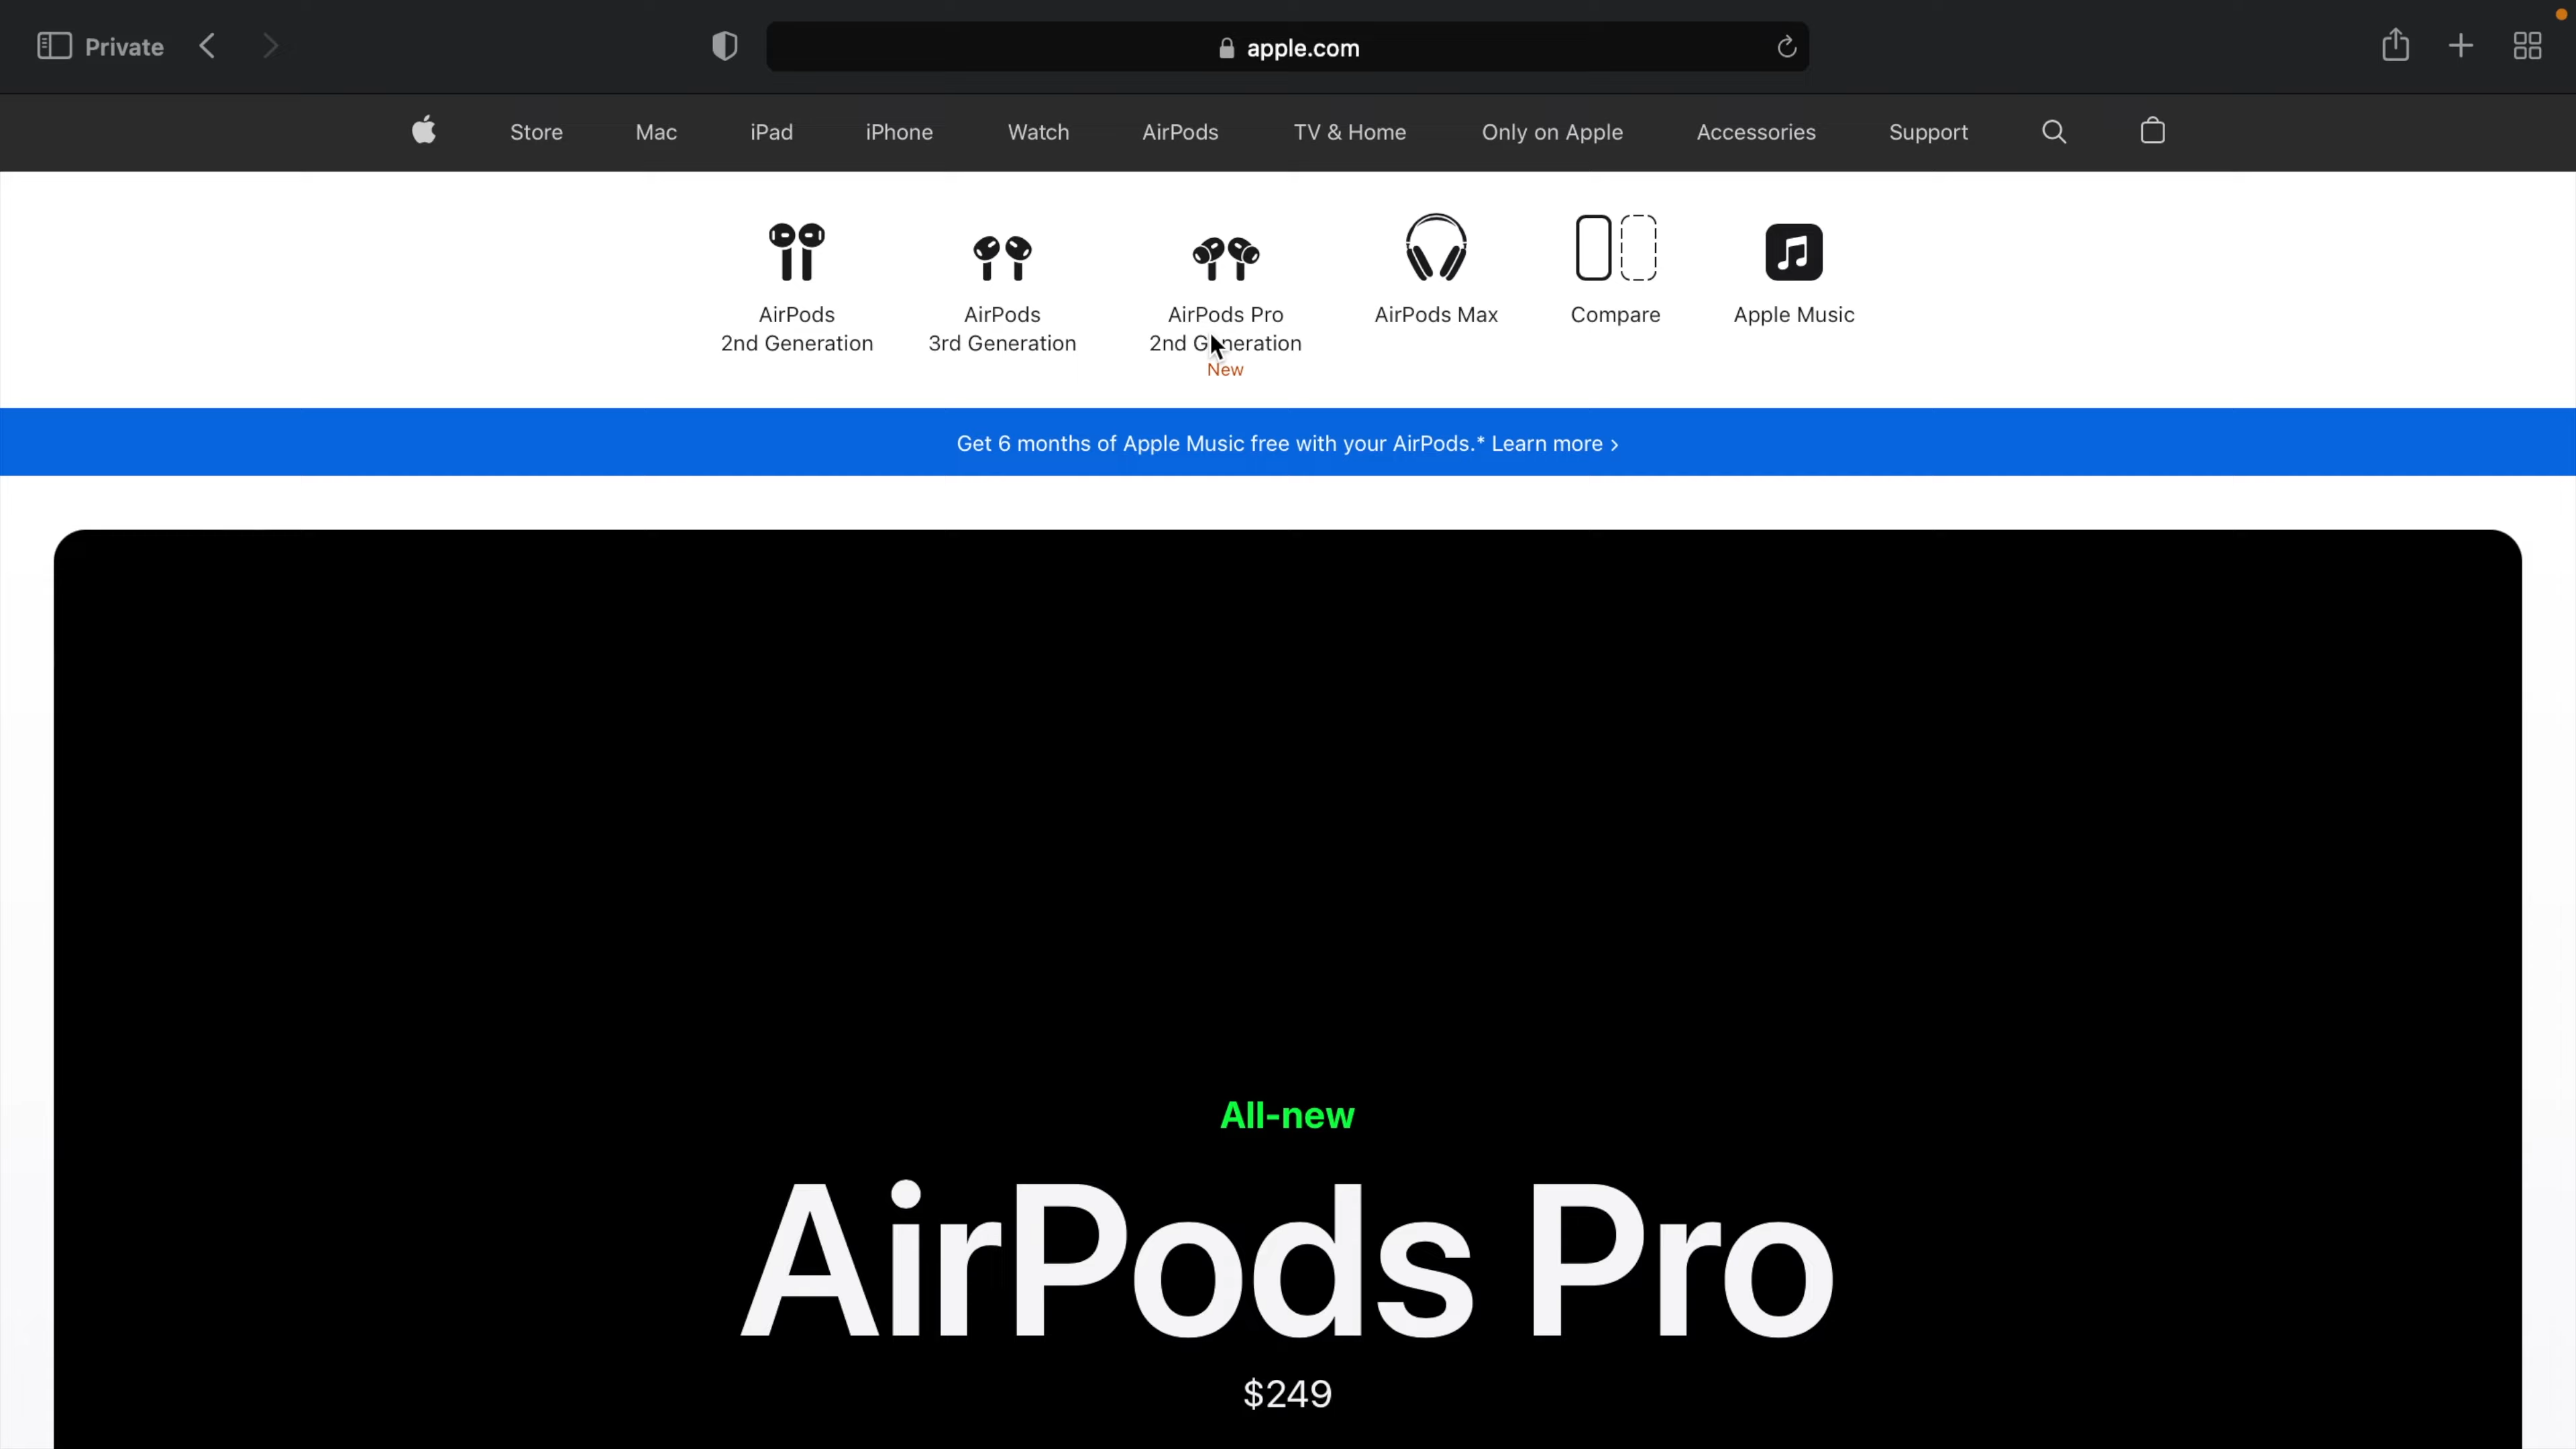 Private
apple.com
Store Mac iPad iPhone Watch AirPods TV & Home Only on Apple Accessories Support
AirPods
2nd Generation
AirPods
3rd Generation
AirPods Pro
2nd Generation
New
AirPods Max
Compare
Apple Music
Get 6 months of Apple Music free with your AirPods.* Learn more >
All-new
AirPods Pro
$249